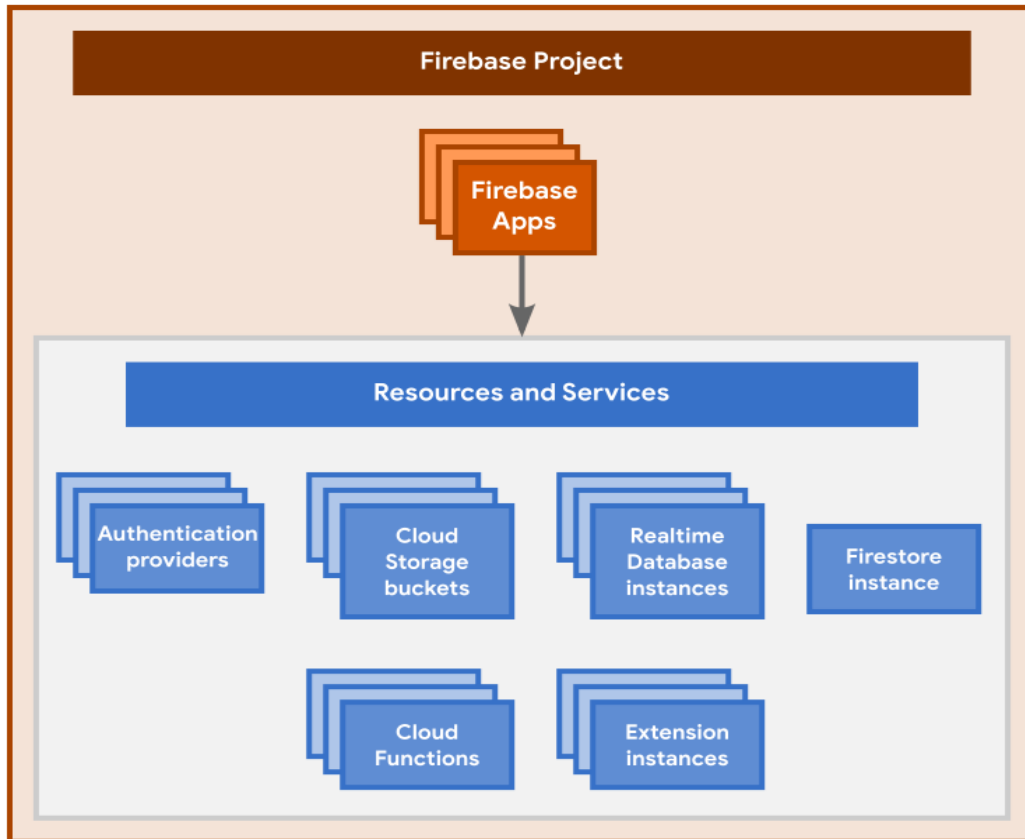 Firebase Project
Firebase
Apps
Resources and Services
Authentication
providers
Cloud
Storage
buckets
Realtime
Database
instances
Firestore
instance
Cloud
Functions
Extension
instances